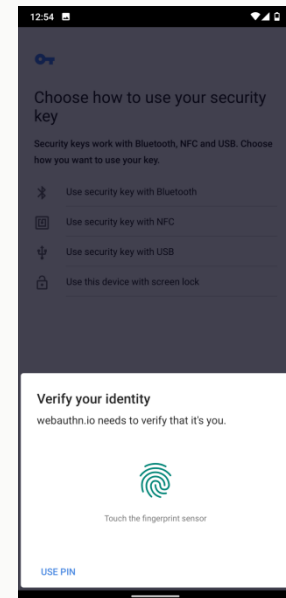 12:54
Choose how to use your security
key
Security keys work with Bluetooth, NFC and USB. Choose
how you want to use your key.
Use security key with Bluetooth
Use security key with NFC
Use security key with USB
Use this device with screen lock
Verify your identity
webauthn.io needs to verify that it's you.
Touch the fingerprint sensor
USE PIN